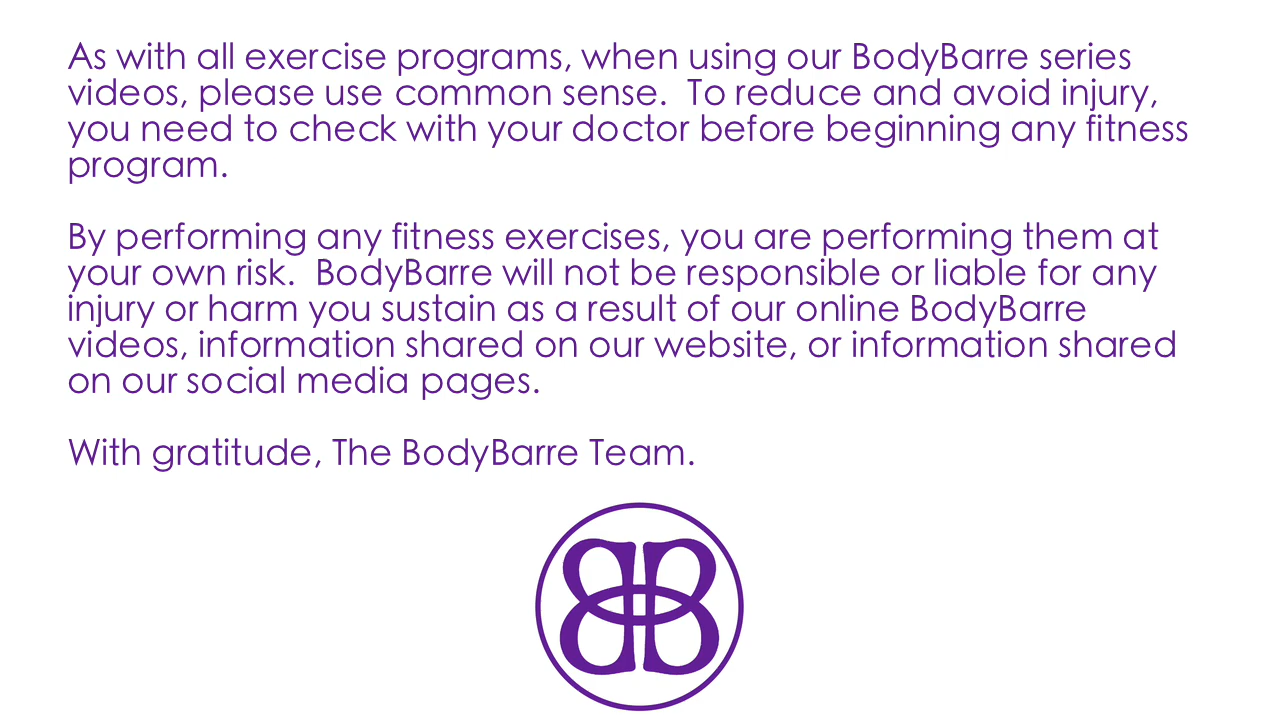 As with all exercise programs, when using our BodyBarre series
videos, please use common sense.  To reduce and avoid injury,
you need to check with your doctor before beginning any fitness
program.
By performing any fitness exercises, you are performing them at
your own risk.  BodyBarre will not be responsible or liable for any
injury or harm you sustain as a result of our online BodyBarre
videos, information shared on our website, or information shared
on our social media pages.
With gratitude, The BodyBarre Team.
BB